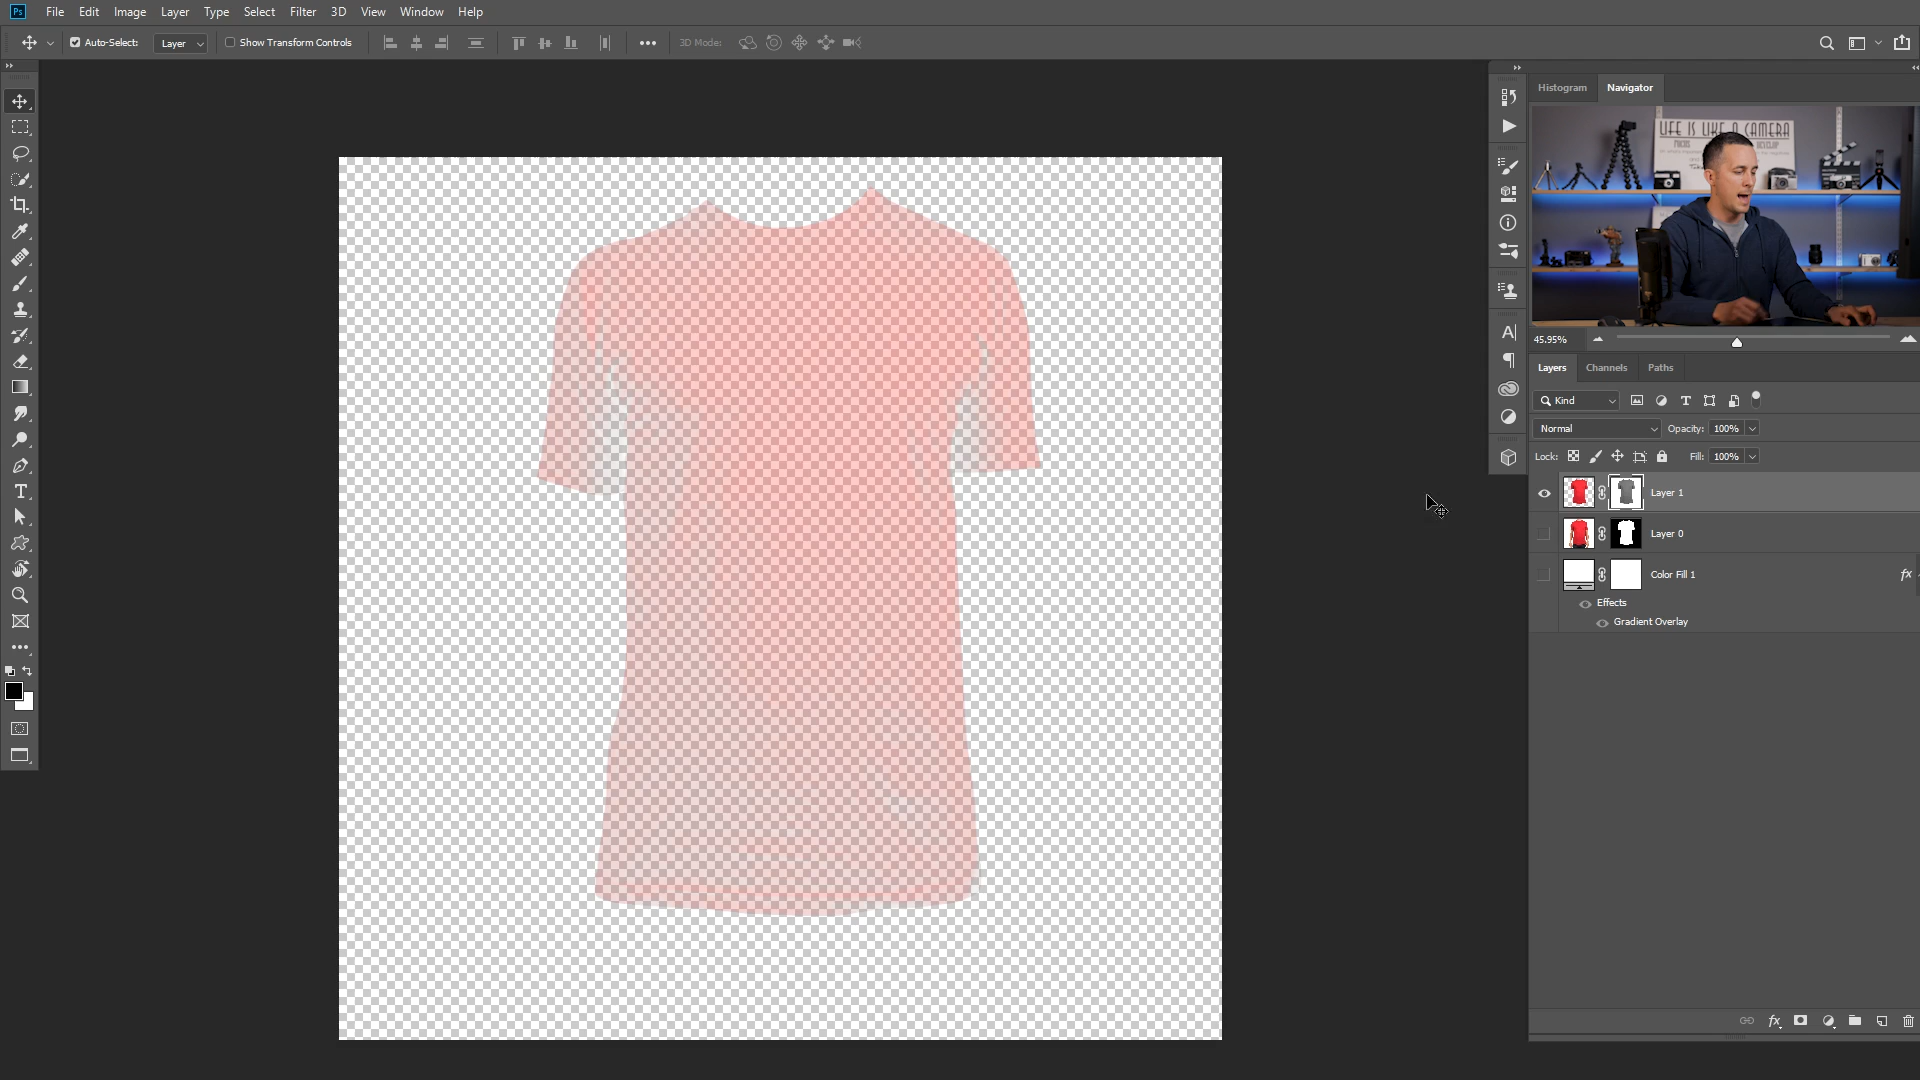 Ps File Edit Image Layer Type Select Filter 3D View Window Help
Auto-Select: Layer Show Transform Controls 3D Mode:
Histogram Navigator
LIFE IS LIKE A CAMERA
45.95%
Layers Channels Paths
Kind
Normal Opacity: 100%
Lock: Fill: 100%
Layer 1
Layer 0
Color Fill 1 fx
Effects
Gradient Overlay
fx